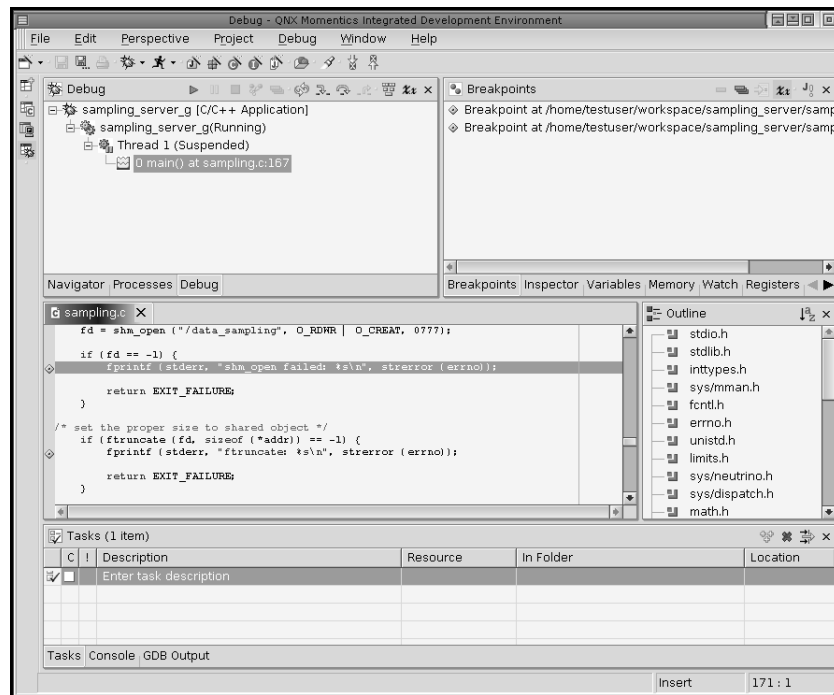 Debug - QNX Momentics Integrated Development Environment
File Edit Perspective Project Debug Window Help
Debug
sampling_server_g [C/C++ Application]
sampling_server_g(Running)
Thread 1 (Suspended)
0 main() at sampling.c:167
Navigator Processes Debug
Breakpoints
Breakpoint at /home/testuser/workspace/sampling_server/samp
Breakpoint at /home/testuser/workspace/sampling_server/samp
Breakpoints Inspector Variables Memory Watch Registers
sampling.c
fd = shm_open ("/data_sampling", O_RDWR | O_CREAT, 0777);
if (fd == -1) {
fprintf (stderr, "shm_open failed: %s\n", strerror (errno));
return EXIT_FAILURE;
}
/* set the proper size to shared object */
if (ftruncate (fd, sizeof (*addr)) == -1) {
fprintf (stderr, "ftruncate: %s\n", strerror (errno));
return EXIT_FAILURE;
}
Outline
stdio.h
stdlib.h
inttypes.h
sys/mman.h
fcntl.h
errno.h
unistd.h
limits.h
sys/neutrino.h
sys/dispatch.h
math.h
Tasks (1 item)
C ! Description Resource In Folder Location
Enter task description
Tasks Console GDB Output
Insert 171 : 1